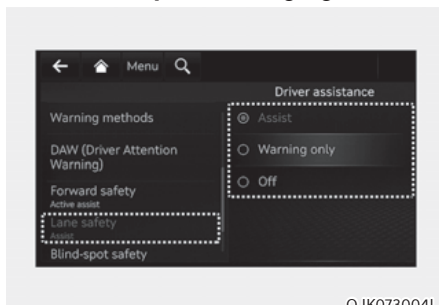 Menu
Driver assistance
Warning methods
Assist
DAW (Driver Attention
Warning)
Warning only
Forward safety
Active assist
Off
Lane safety
Assist
Blind-spot safety